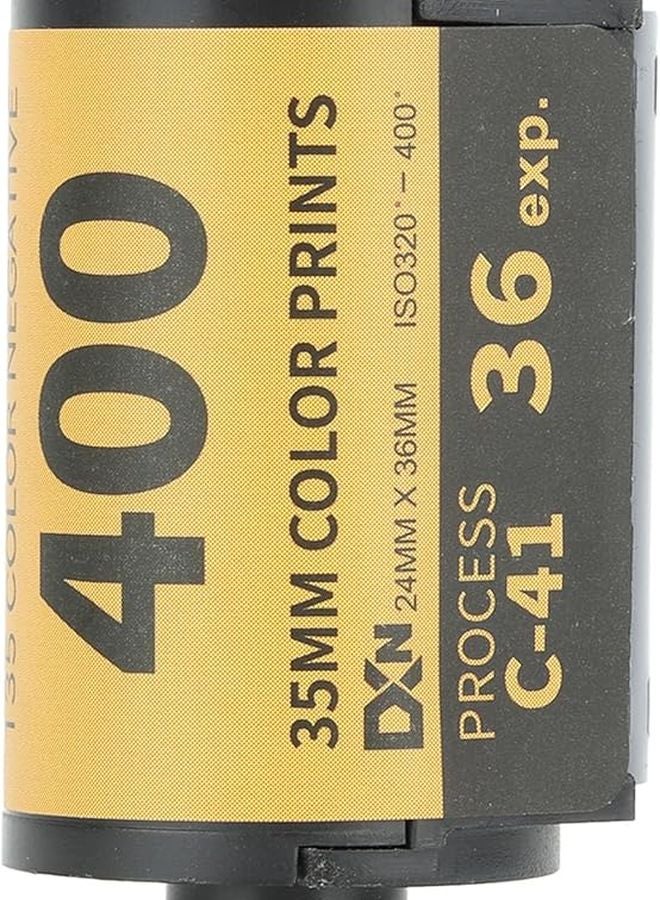 135 COLOR NEGATIVE
400
35MM COLOR PRINTS
DXN 24MM X 36MM ISO320°– 400°
PROCESS
C-41 36 exp.